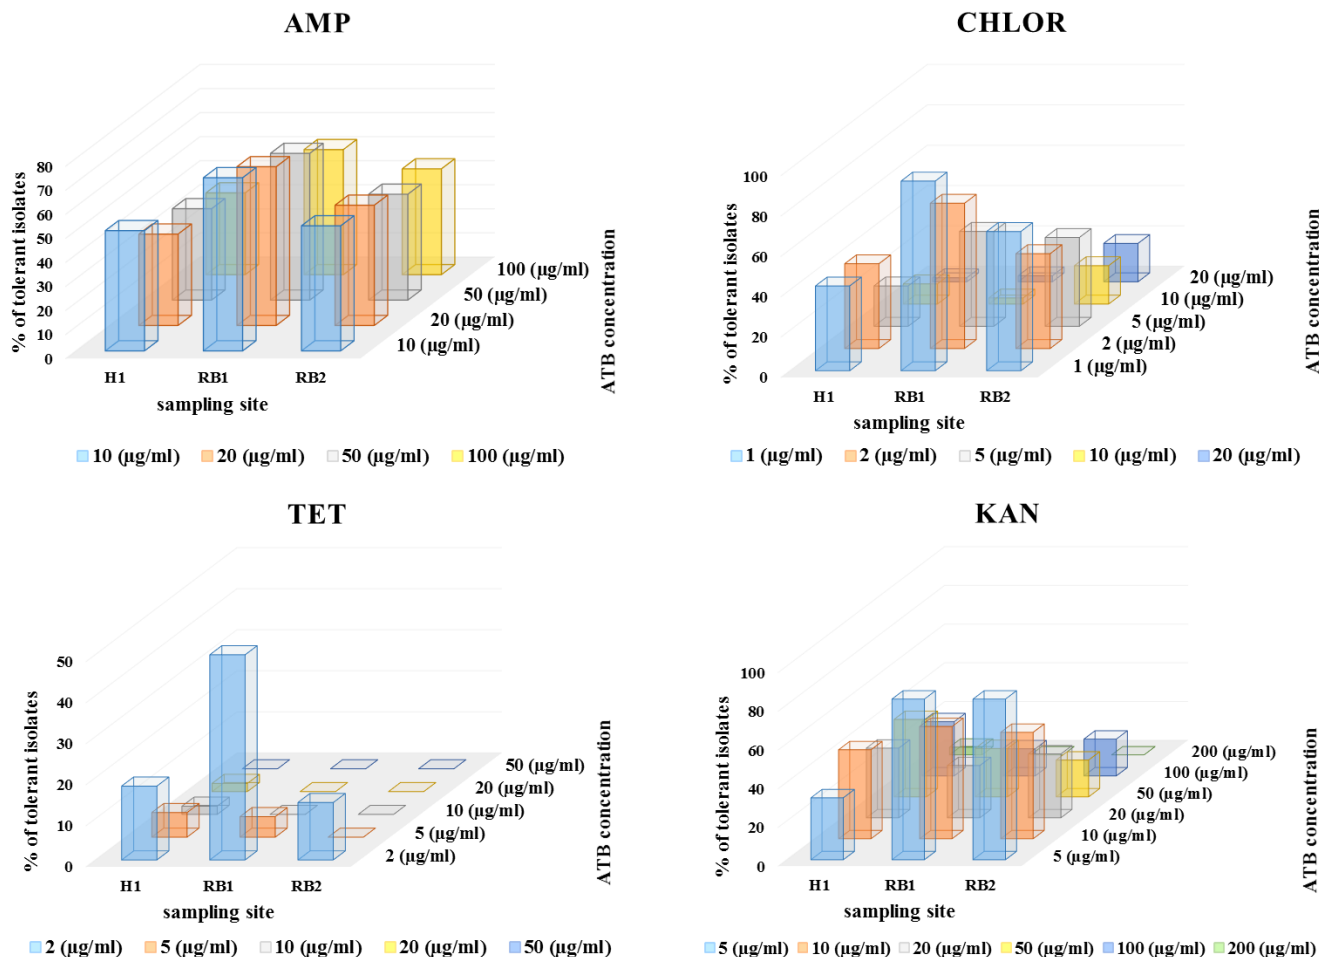 AMP
% of tolerant isolates
80
70
60
50
40
30
20
10
0
H1
RB1
RB2
sampling site
10 (µg/ml)
20 (µg/ml)
50 (µg/ml)
100 (µg/ml)
ATB concentration
10 (µg/ml) 20 (µg/ml) 50 (µg/ml) 100 (µg/ml)
CHLOR
% of tolerant isolates
100
80
60
40
20
0
H1
RB1
RB2
sampling site
1 (µg/ml)
2 (µg/ml)
5 (µg/ml)
10 (µg/ml)
20 (µg/ml)
ATB concentration
1 (µg/ml) 2 (µg/ml) 5 (µg/ml) 10 (µg/ml) 20 (µg/ml)
TET
% of tolerant isolates
50
40
30
20
10
0
H1
RB1
RB2
sampling site
2 (µg/ml)
5 (µg/ml)
10 (µg/ml)
20 (µg/ml)
50 (µg/ml)
ATB concentration
2 (µg/ml) 5 (µg/ml) 10 (µg/ml) 20 (µg/ml) 50 (µg/ml)
KAN
% of tolerant isolates
100
80
60
40
20
0
H1
RB1
RB2
sampling site
5 (µg/ml)
10 (µg/ml)
20 (µg/ml)
50 (µg/ml)
100 (µg/ml)
200 (µg/ml)
ATB concentration
5 (µg/ml) 10 (µg/ml) 20 (µg/ml) 50 (µg/ml) 100 (µg/ml) 200 (µg/ml)